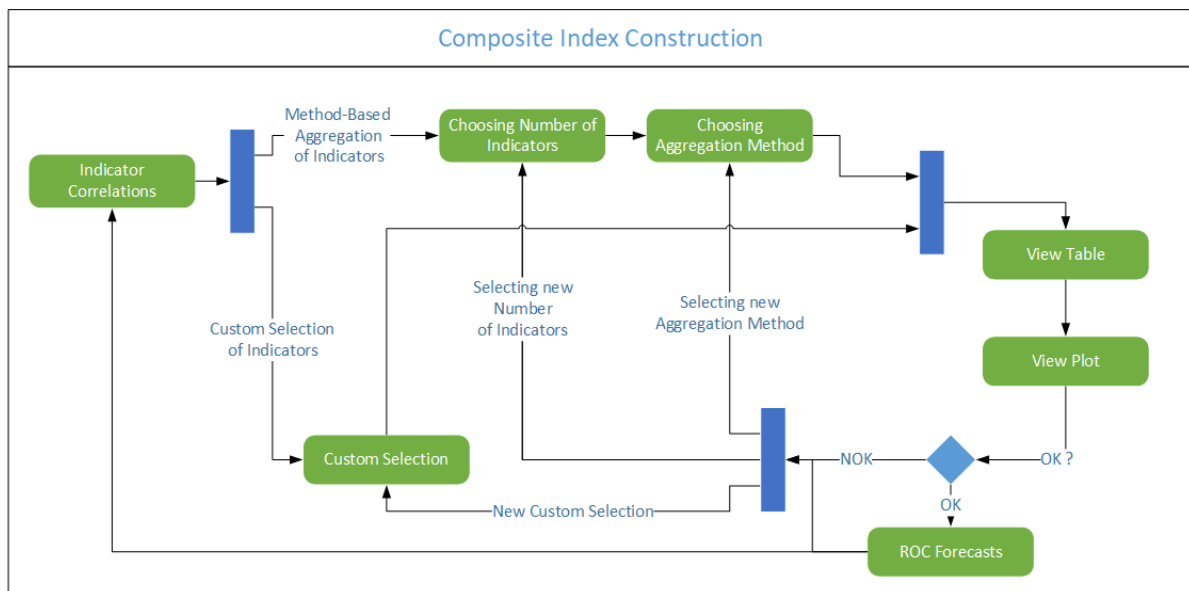 Composite Index Construction
Method-Based
Aggregation
of Indicators
Choosing Number of
Indicators
Choosing
Aggregation Method
Indicator
Correlations
View Table
Selecting new
Number
of Indicators
Selecting new
Aggregation Method
Custom Selection
of Indicators
View Plot
Custom Selection
NOK
OK ?
OK
New Custom Selection
ROC Forecasts